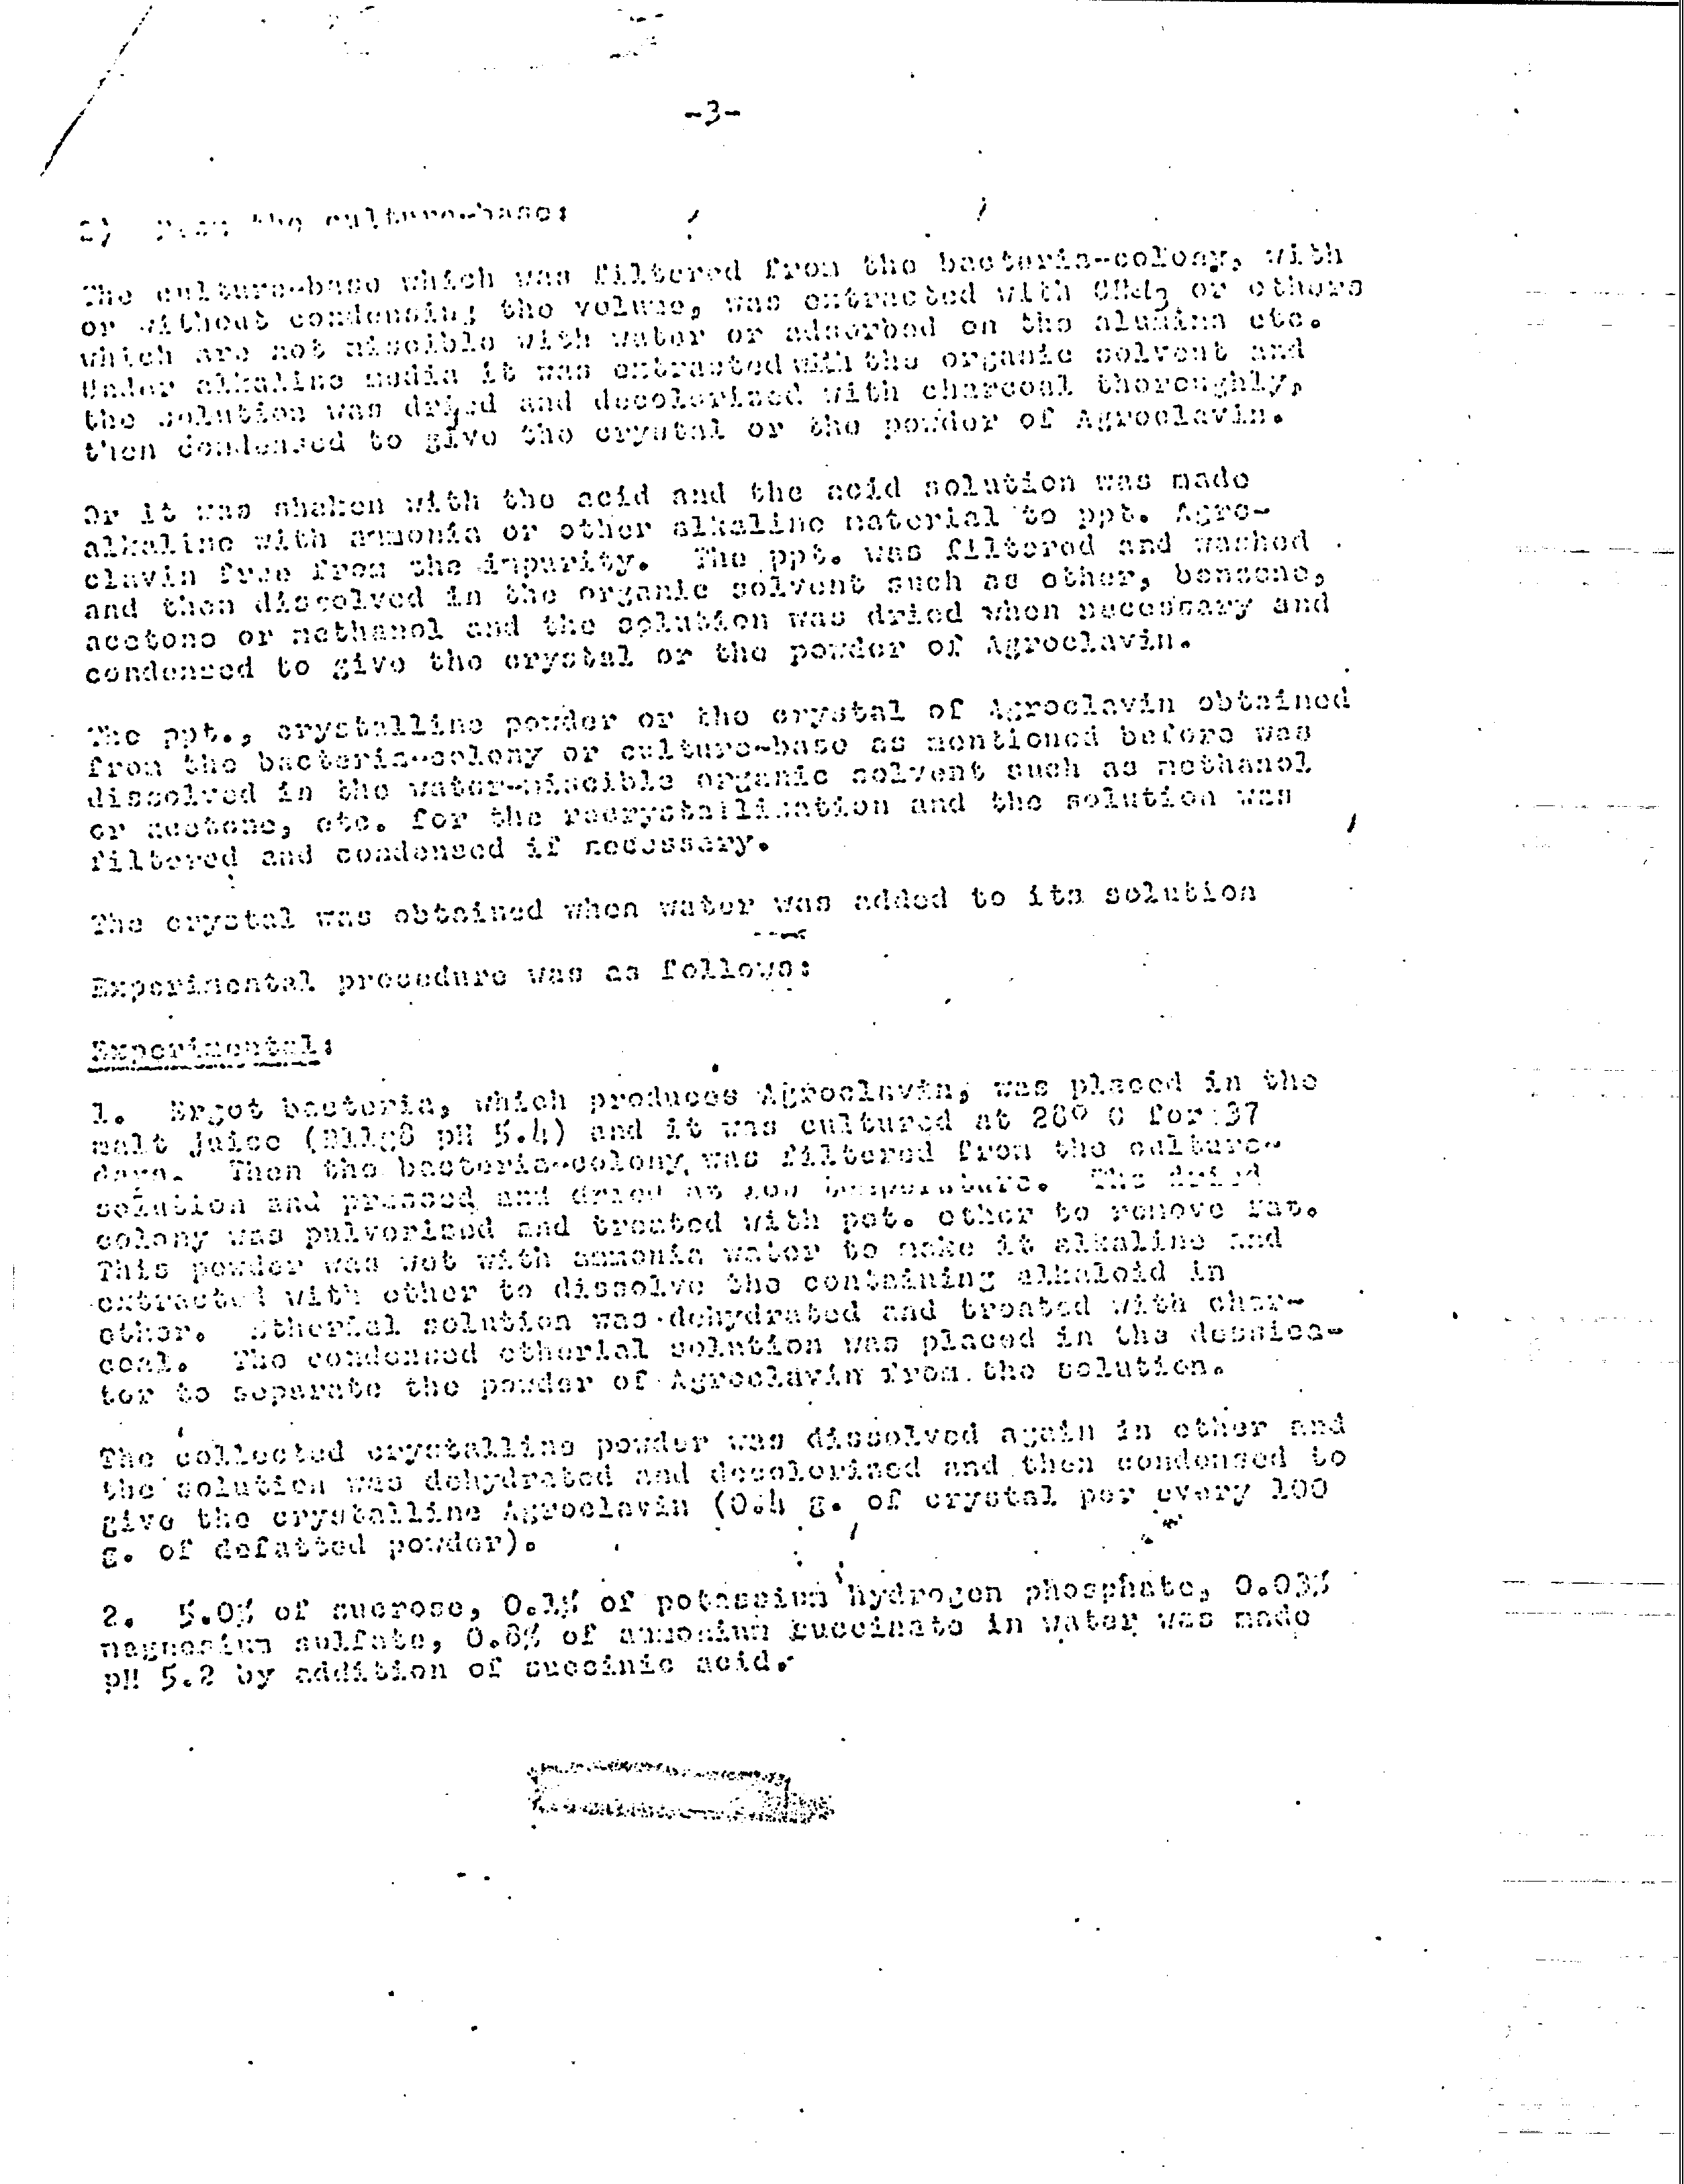 -3-
2) From the culture-base:
The culture-base which was filtered from the bacteria-colony, with
or without condensing the volume, was extracted with CHCl3 or others
which are not miscible with water or adsorbed on the alumina etc.
Under alkaline media it was extracted with the organic solvent and
the solution was dried and decolorized with charcoal thoroughly,
then condensed to give the crystal or the powder of Agroclavin.
Or it was shaken with the acid and the acid solution was made
alkaline with ammonia or other alkaline material to ppt. Agro-
clavin free from the impurity. The ppt. was filtered and washed
and then dissolved in the organic solvent such as ether, benzene,
acetone or methanol and the solution was dried when necessary and
condensed to give the crystal or the powder of Agroclavin.
The ppt., crystalline powder or the crystal of Agroclavin obtained
from the bacteria-colony or culture-base as mentioned before was
dissolved in the water-miscible organic solvent such as methanol
or acetone, etc. for the recrystallization and the solution was
filtered and condensed if necessary.
The crystal was obtained when water was added to its solution
Experimental procedure was as follows:
Experimental:
1. Ergot bacteria, which produces Agroclavin, was placed in the
malt juice (pH 5.4) and it was cultured at 28° C for 37
days. Then the bacteria-colony was filtered from the culture-
solution and pressed and dried at low temperature. The dried
colony was pulverized and treated with pet. ether to remove fat.
This powder was wet with ammonia water to make it alkaline and
extracted with ether to dissolve the containing alkaloid in
ether. Etherial solution was dehydrated and treated with char-
coal. The condensed etherial solution was placed in the dessica-
tor to separate the powder of Agroclavin from the solution.
The collected crystalline powder was dissolved again in ether and
the solution was dehydrated and decolorized and then condensed to
give the crystalline Agroclavin (0.4 g. of crystal per every 100
g. of defatted powder).
2. 5.0% of sucrose, 0.1% of potassium hydrogen phosphate, 0.03%
magnesium sulfate, 0.8% of ammonium succinate in water was made
pH 5.2 by addition of succinic acid.